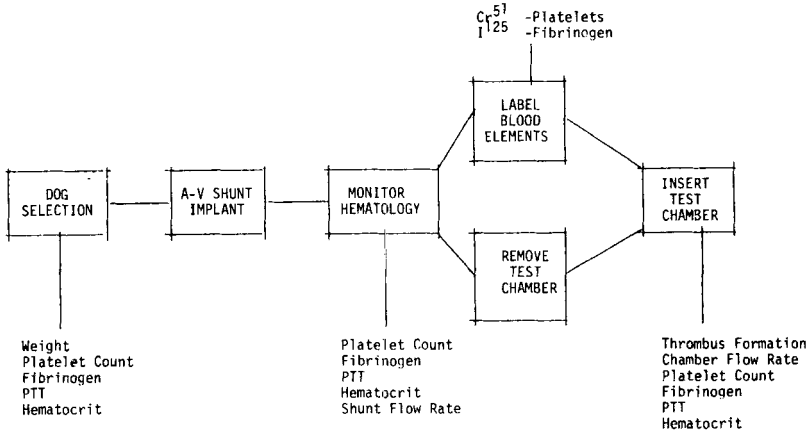 Cr51 -Platelets
I125 -Fibrinogen
LABEL
BLOOD
ELEMENTS
DOG
SELECTION
A-V SHUNT
IMPLANT
MONITOR
HEMATOLOGY
INSERT
TEST
CHAMBER
REMOVE
TEST
CHAMBER
Weight
Platelet Count
Fibrinogen
PTT
Hematocrit
Platelet Count
Fibrinogen
PTT
Hematocrit
Shunt Flow Rate
Thrombus Formation
Chamber Flow Rate
Platelet Count
Fibrinogen
PTT
Hematocrit